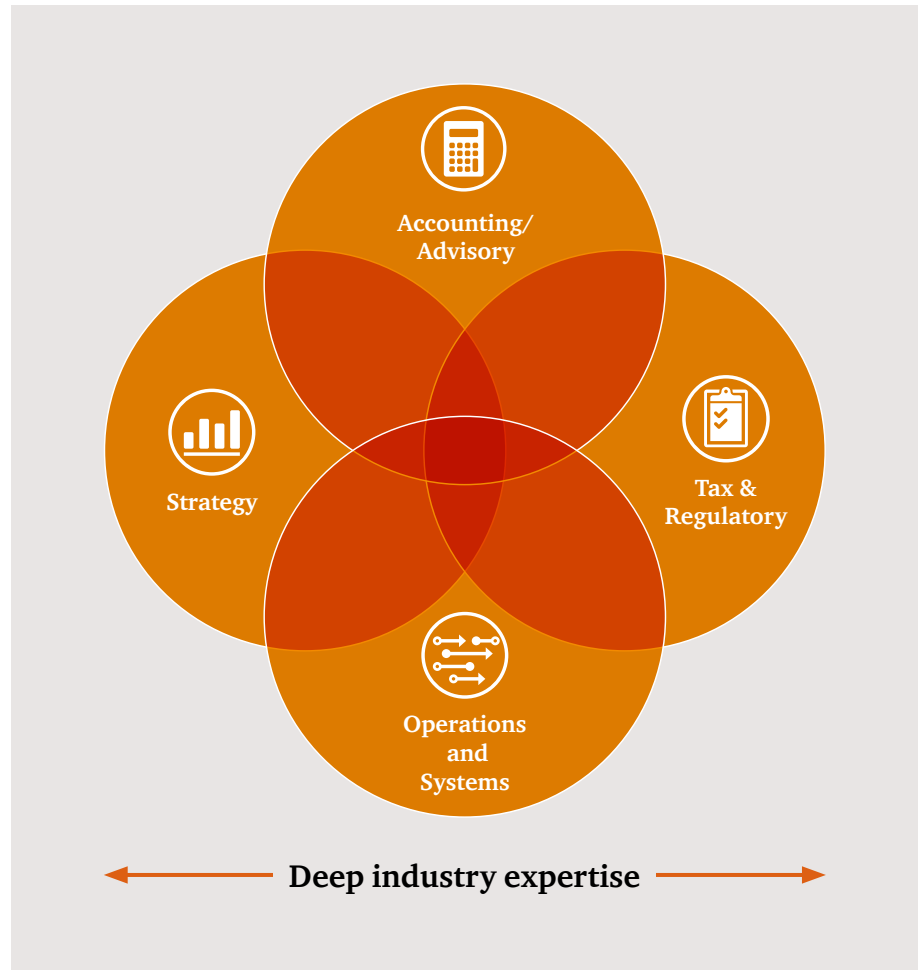 Accounting/
Advisory
Strategy
Tax &
Regulatory
Operations
and
Systems
Deep industry expertise